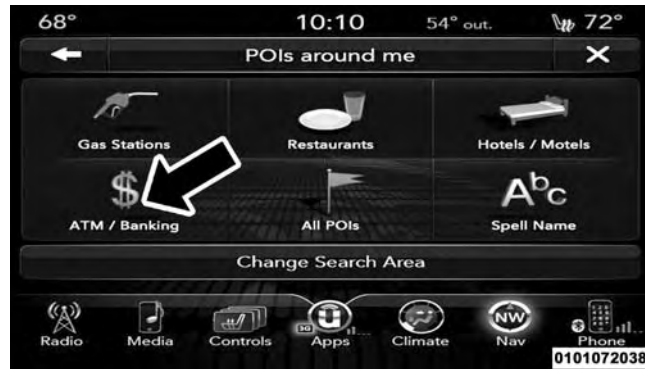 68° 10:10 54° out. 72°
POIs around me
Gas Stations Restaurants Hotels / Motels
$ Abc
ATM / Banking All POIs Spell Name
Change Search Area
3G U NW
Radio Media Controls Apps Climate Nav Phone
0101072038